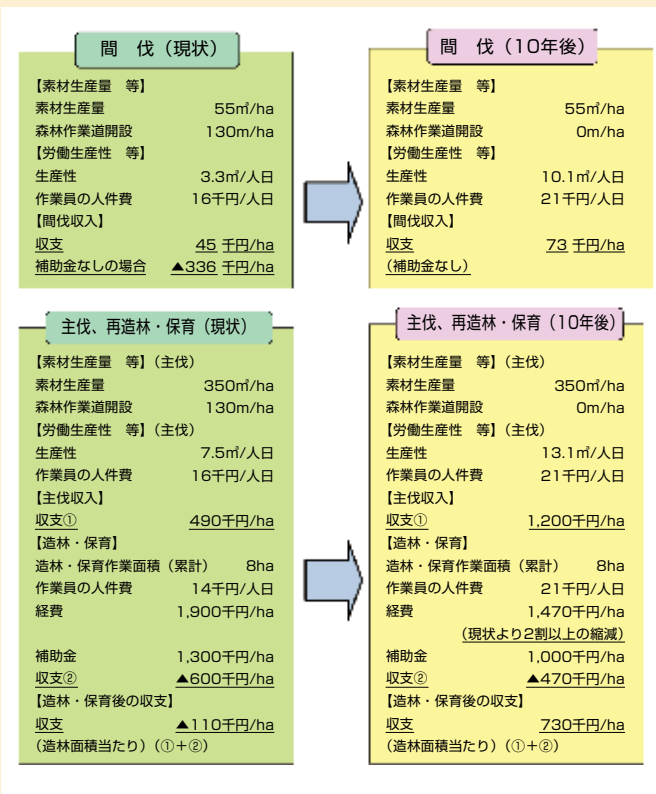 間　伐（現状）
【素材生産量　等】
素材生産量　55㎥/ha
森林作業道開設　130m/ha
【労働生産性　等】
生産性　3.3㎥/人日
作業員の人件費　16千円/人日
【間伐収入】
収支　45 千円/ha
補助金なしの場合　▲336 千円/ha
間　伐（10年後）
【素材生産量　等】
素材生産量　55㎥/ha
森林作業道開設　0m/ha
【労働生産性　等】
生産性　10.1㎥/人日
作業員の人件費　21千円/人日
【間伐収入】
収支　73 千円/ha
（補助金なし）
主伐、再造林・保育（現状）
【素材生産量　等】（主伐）
素材生産量　350㎥/ha
森林作業道開設　130m/ha
【労働生産性　等】（主伐）
生産性　7.5㎥/人日
作業員の人件費　16千円/人日
【主伐収入】
収支①　490千円/ha
【造林・保育】
造林・保育作業面積（累計）　8ha
作業員の人件費　14千円/人日
経費　1,900千円/ha
補助金　1,300千円/ha
収支②　▲600千円/ha
【造林・保育後の収支】
収支　▲110千円/ha
（造林面積当たり）（①＋②）
主伐、再造林・保育（10年後）
【素材生産量　等】（主伐）
素材生産量　350㎥/ha
森林作業道開設　0m/ha
【労働生産性　等】（主伐）
生産性　13.1㎥/人日
作業員の人件費　21千円/人日
【主伐収入】
収支①　1,200千円/ha
【造林・保育】
造林・保育作業面積（累計）　8ha
作業員の人件費　21千円/人日
経費　1,470千円/ha
（現状より2割以上の縮減）
補助金　1,000千円/ha
収支②　▲470千円/ha
【造林・保育後の収支】
収支　730千円/ha
（造林面積当たり）（①＋②）